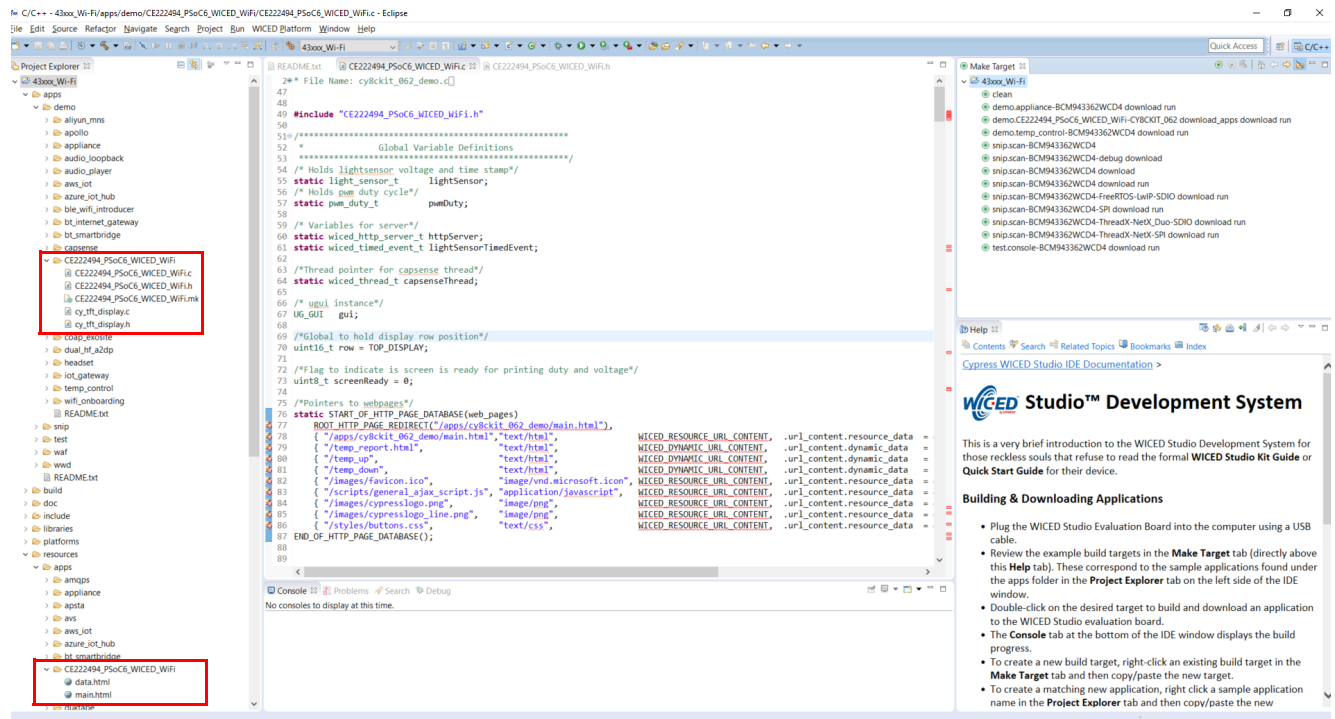 C/C++ - 43xxx_Wi-Fi/apps/demo/CE222494_PSoC6_WICED_WiFi/CE222494_PSoC6_WICED_WiFi.c - Eclipse
File Edit Source Refactor Navigate Search Project Run WICED Platform Window Help
43xxx_Wi-Fi
Quick Access
C/C++
Project Explorer
43xxx_Wi-Fi
apps
demo
aliyun_mns
apollo
appliance
audio_loopback
audio_player
aws_iot
azure_iot_hub
ble_wifi_introducer
bt_internet_gateway
bt_smartbridge
capsense
CE222494_PSoC6_WICED_WiFi
CE222494_PSoC6_WICED_WiFi.c
CE222494_PSoC6_WICED_WiFi.h
CE222494_PSoC6_WICED_WiFi.mk
cy_tft_display.c
cy_tft_display.h
coap_exosite
dual_hf_a2dp
headset
iot_gateway
temp_control
wifi_onboarding
README.txt
snip
test
waf
wwd
README.txt
build
doc
include
libraries
platforms
resources
apps
amqps
appliance
apsta
avs
aws_iot
azure_iot_hub
bt_smartbridge
CE222494_PSoC6_WICED_WiFi
data.html
main.html
duktape
README.txt CE222494_PSoC6_WICED_WiFi.c CE222494_PSoC6_WICED_WiFi.h
2 * File Name: cy8ckit_062_demo.c
47
48
49 #include "CE222494_PSoC6_WICED_WiFi.h"
50
51 /*******************************************************
52 * Global Variable Definitions
53 *******************************************************/
54 /* Holds lightsensor voltage and time stamp*/
55 static light_sensor_t lightSensor;
56 /* Holds pwm duty cycle*/
57 static pwm_duty_t pwmDuty;
58
59 /* Variables for server*/
60 static wiced_http_server_t httpServer;
61 static wiced_timed_event_t lightSensorTimedEvent;
62
63 /*Thread pointer for capsense thread*/
64 static wiced_thread_t capsenseThread;
65
66 /* ugui instance*/
67 UG_GUI gui;
68
69 /*Global to hold display row position*/
70 uint16_t row = TOP_DISPLAY;
71
72 /*Flag to indicate is screen is ready for printing duty and voltage*/
73 uint8_t screenReady = 0;
74
75 /*Pointers to webpages*/
76 static START_OF_HTTP_PAGE_DATABASE(web_pages)
77 ROOT_HTTP_PAGE_REDIRECT("/apps/cy8ckit_062_demo/main.html"),
78 { "/apps/cy8ckit_062_demo/main.html","text/html", WICED_RESOURCE_URL_CONTENT, .url_content.resource_data =
79 { "/temp_report.html", "text/html", WICED_DYNAMIC_URL_CONTENT, .url_content.dynamic_data =
80 { "/temp_up", "text/html", WICED_DYNAMIC_URL_CONTENT, .url_content.dynamic_data =
81 { "/temp_down", "text/html", WICED_DYNAMIC_URL_CONTENT, .url_content.dynamic_data =
82 { "/images/favicon.ico", "image/vnd.microsoft.icon", WICED_RESOURCE_URL_CONTENT, .url_content.resource_data =
83 { "/scripts/general_ajax_script.js", "application/javascript", WICED_RESOURCE_URL_CONTENT, .url_content.resource_data =
84 { "/images/cypresslogo.png", "image/png", WICED_RESOURCE_URL_CONTENT, .url_content.resource_data =
85 { "/images/cypresslogo_line.png", "image/png", WICED_RESOURCE_URL_CONTENT, .url_content.resource_data =
86 { "/styles/buttons.css", "text/css", WICED_RESOURCE_URL_CONTENT, .url_content.resource_data =
87 END_OF_HTTP_PAGE_DATABASE();
88
89
Console Problems Search Debug
No consoles to display at this time.
Make Target
43xxx_Wi-Fi
clean
demo.appliance-BCM943362WCD4 download run
demo.CE222494_PSoC6_WICED_WiFi-CY8CKIT_062 download_apps download run
demo.temp_control-BCM943362WCD4 download run
snip.scan-BCM943362WCD4
snip.scan-BCM943362WCD4-debug download
snip.scan-BCM943362WCD4 download
snip.scan-BCM943362WCD4 download run
snip.scan-BCM943362WCD4-FreeRTOS-LwIP-SDIO download run
snip.scan-BCM943362WCD4-SPI download run
snip.scan-BCM943362WCD4-ThreadX-NetX_Duo-SDIO download run
snip.scan-BCM943362WCD4-ThreadX-NetX-SPI download run
test.console-BCM943362WCD4 download run
Help
Contents Search Related Topics Bookmarks Index
Cypress WICED Studio IDE Documentation >
WICED Studio™ Development System
This is a very brief introduction to the WICED Studio Development System for
those reckless souls that refuse to read the formal WICED Studio Kit Guide or
Quick Start Guide for their device.
Building & Downloading Applications
• Plug the WICED Studio Evaluation Board into the computer using a USB
cable.
• Review the example build targets in the Make Target tab (directly above
this Help tab). These correspond to the sample applications found under
the apps folder in the Project Explorer tab on the left side of the IDE
window.
• Double-click on the desired target to build and download an application
to the WICED Studio evaluation board.
• The Console tab at the bottom of the IDE window displays the build
progress.
• To create a new build target, right-click an existing build target in the
Make Target tab and then copy/paste the new target.
• To create a matching new application, right click a sample application
name in the Project Explorer tab and then copy/paste the new